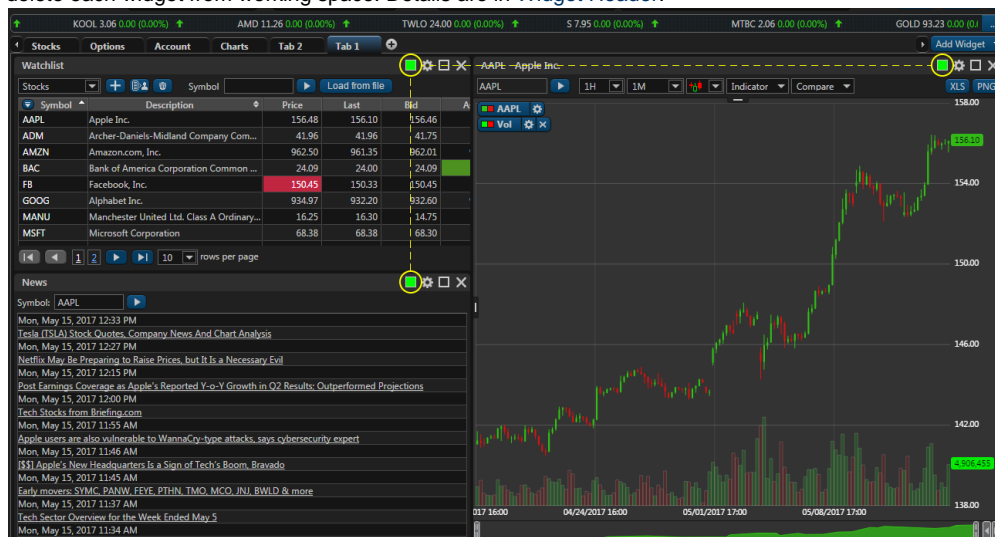 delete each widget from working space. Details are in Widget Header.
KOOL 3.06 0.00 (0.00%) AMD 11.26 0.00 (0.00%) TWLO 24.00 0.00 (0.00%) S 7.95 0.00 (0.00%) MTBC 2.06 0.00 (0.00%) GOLD 93.23 0.00 (0.0
Stocks Options Account Charts Tab 2 Tab 1 Add Widget
Watchlist
Stocks Symbol Load from file
Symbol Description Price Last Bid A
AAPL Apple Inc. 156.48 156.10 156.46
ADM Archer-Daniels-Midland Company Com... 41.96 41.96 41.75
AMZN Amazon.com, Inc. 962.50 961.35 962.01
BAC Bank of America Corporation Common ... 24.09 24.00 24.09
FB Facebook, Inc. 150.45 150.33 150.45
GOOG Alphabet Inc. 934.97 932.20 932.60
MANU Manchester United Ltd. Class A Ordinary... 16.25 16.30 14.75
MSFT Microsoft Corporation 68.38 68.38 68.30
1 2 10 rows per page
News
Symbol: AAPL
Mon, May 15, 2017 12:33 PM
Tesla (TSLA) Stock Quotes, Company News And Chart Analysis
Mon, May 15, 2017 12:27 PM
Netflix May Be Preparing to Raise Prices, but It Is a Necessary Evil
Mon, May 15, 2017 12:15 PM
Post Earnings Coverage as Apple's Reported Y-o-Y Growth in Q2 Results; Outperformed Projections
Mon, May 15, 2017 12:00 PM
Tech Stocks from Briefing.com
Mon, May 15, 2017 11:55 AM
Apple users are also vulnerable to WannaCry-type attacks, says cybersecurity expert
Mon, May 15, 2017 11:46 AM
[$$] Apple's New Headquarters Is a Sign of Tech's Boom, Bravado
Mon, May 15, 2017 11:45 AM
Early movers: SYMC, PANW, FEYE, PTHN, TMO, MCO, JNJ, BWLD & more
Mon, May 15, 2017 11:37 AM
Tech Sector Overview for the Week Ended May 5
Mon, May 15, 2017 11:34 AM
AAPL - Apple Inc.
AAPL 1H 1M Indicator Compare XLS PNG
AAPL
Vol
158.00
156.10
154.00
150.00
146.00
142.00
4,906,455
138.00
017 16:00 04/24/2017 16:00 05/01/2017 17:00 05/08/2017 17:00